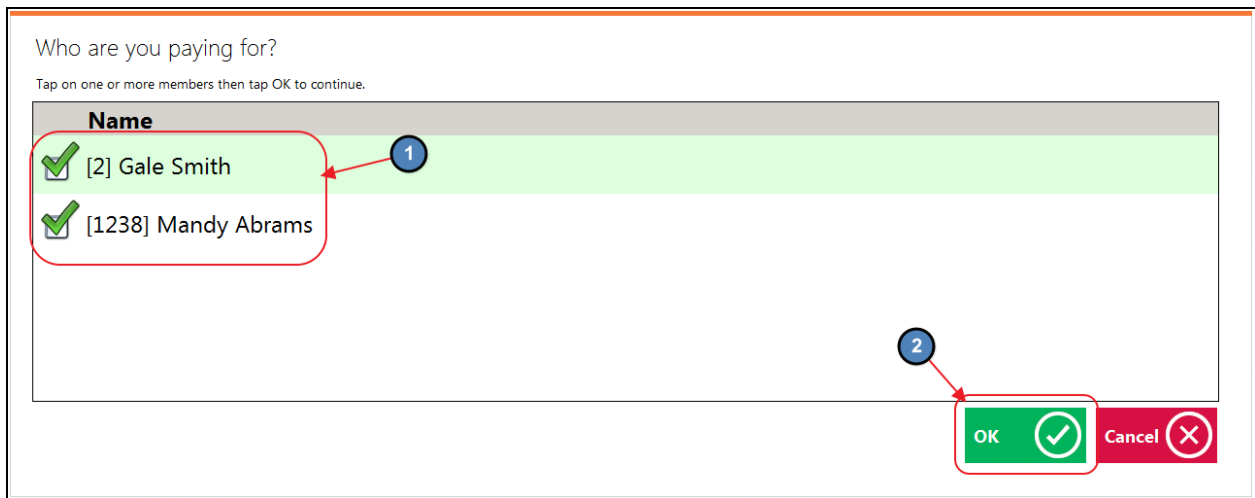 Who are you paying for?
Tap on one or more members then tap OK to continue.
Name
[2] Gale Smith
1
[1238] Mandy Abrams
2
OK
Cancel